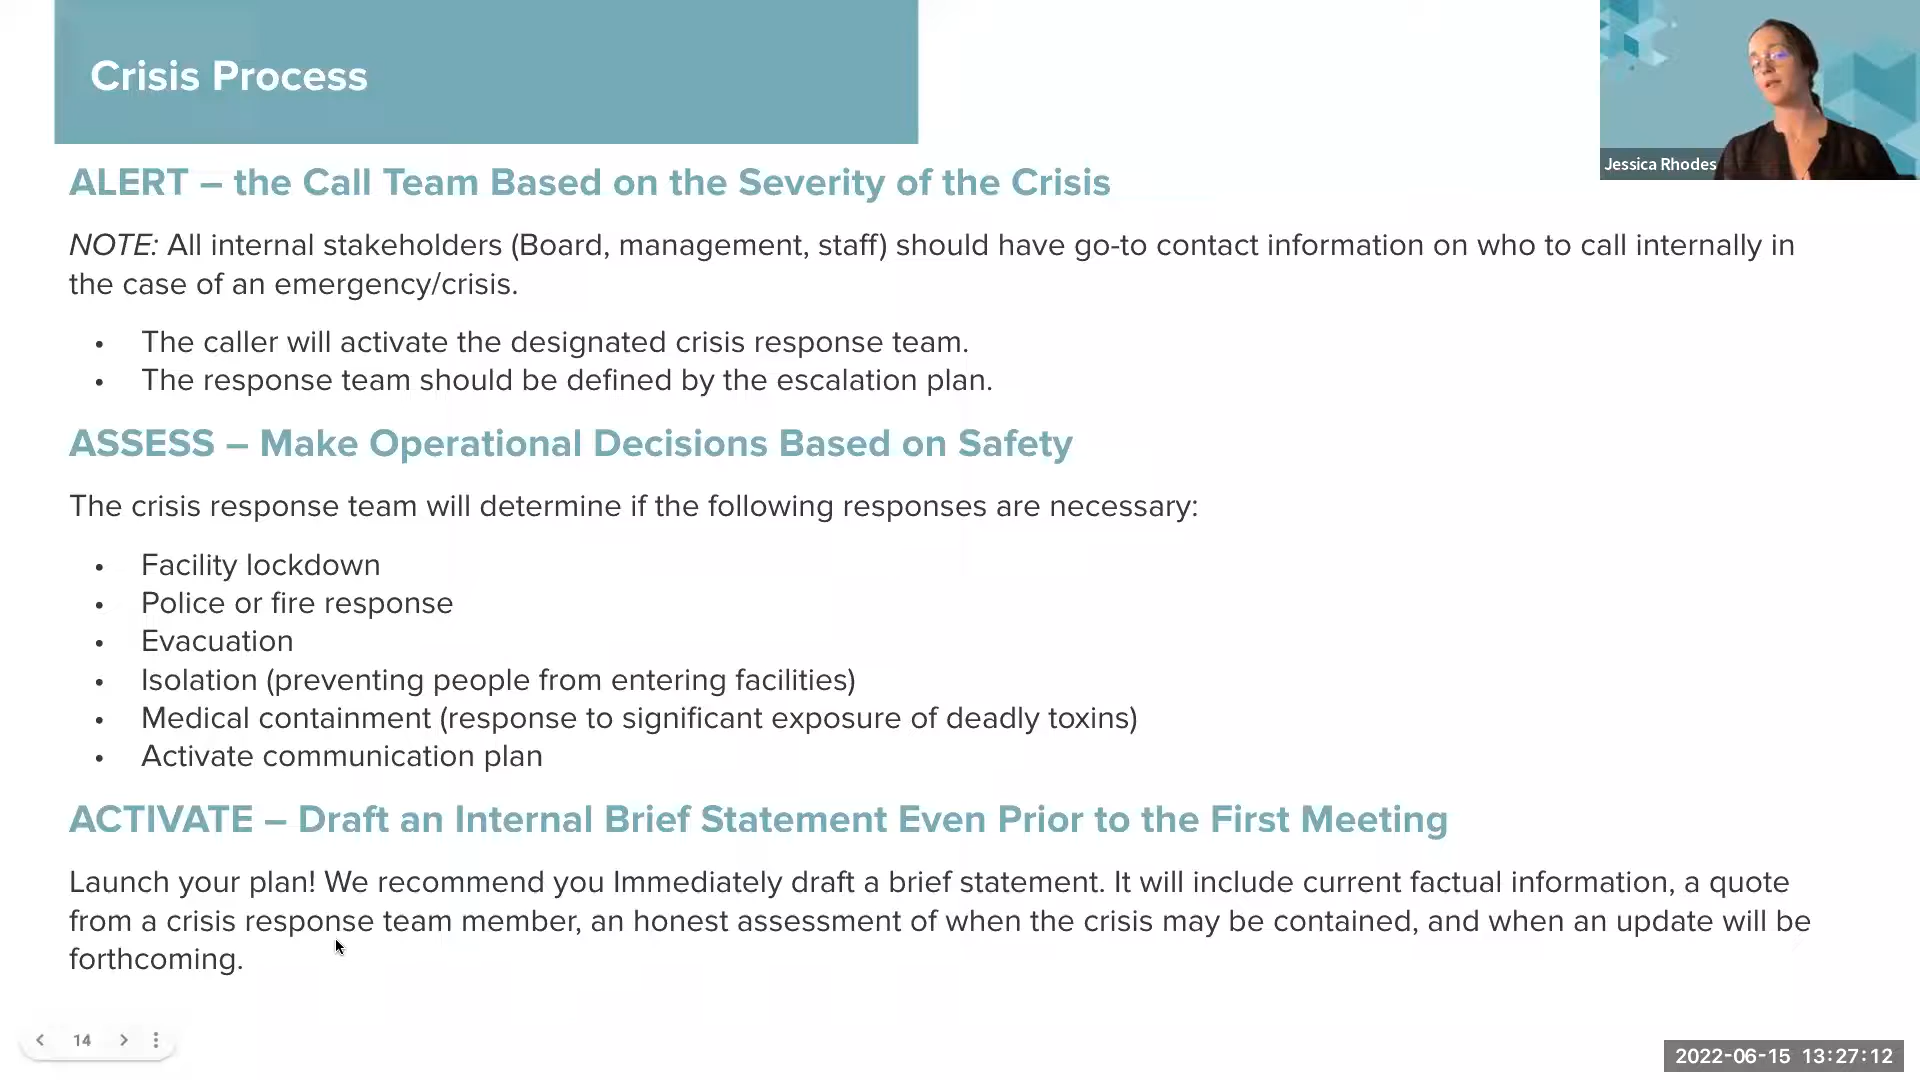 Crisis Process
Jessica Rhodes
ALERT – the Call Team Based on the Severity of the Crisis
NOTE: All internal stakeholders (Board, management, staff) should have go-to contact information on who to call internally in
the case of an emergency/crisis.
• The caller will activate the designated crisis response team.
• The response team should be defined by the escalation plan.
ASSESS – Make Operational Decisions Based on Safety
The crisis response team will determine if the following responses are necessary:
• Facility lockdown
• Police or fire response
• Evacuation
• Isolation (preventing people from entering facilities)
• Medical containment (response to significant exposure of deadly toxins)
• Activate communication plan
ACTIVATE – Draft an Internal Brief Statement Even Prior to the First Meeting
Launch your plan! We recommend you Immediately draft a brief statement. It will include current factual information, a quote
from a crisis response team member, an honest assessment of when the crisis may be contained, and when an update will be
forthcoming.
14
2022-06-15 13:27:12